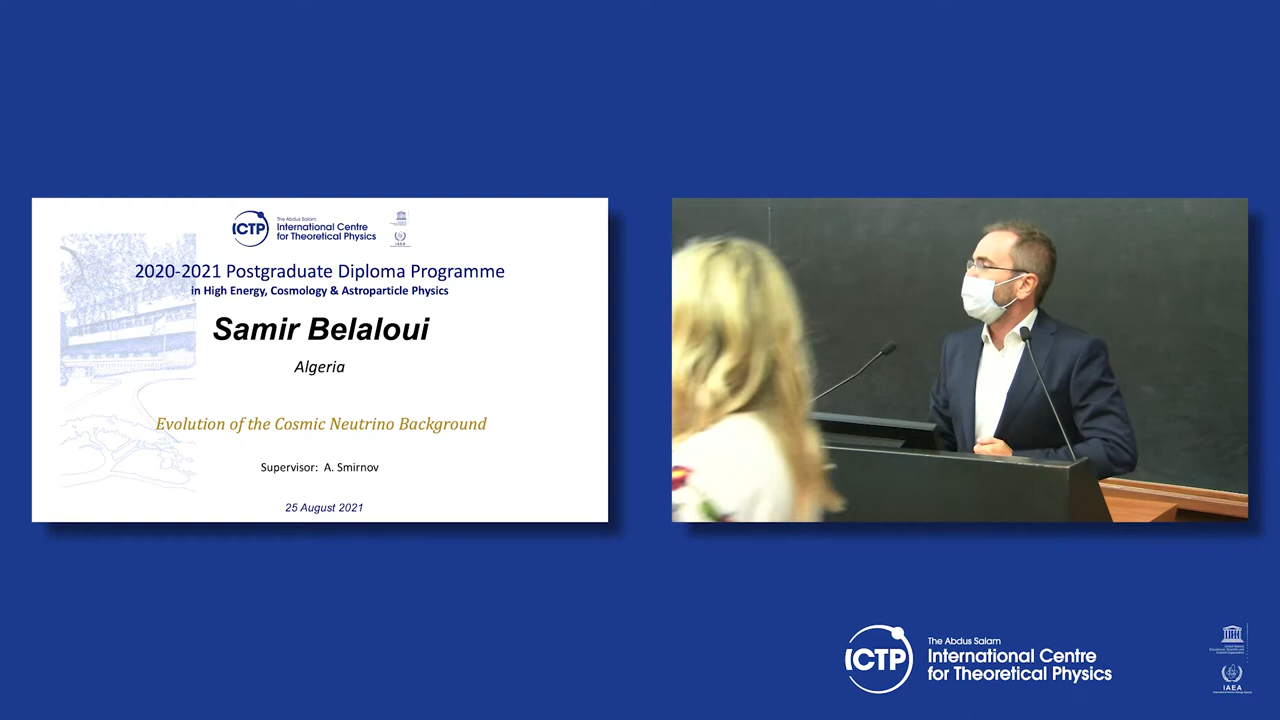 ICTP
The Abdus Salam
International Centre
for Theoretical Physics
IAEA
2020-2021 Postgraduate Diploma Programme
in High Energy, Cosmology & Astroparticle Physics
Samir Belaloui
Algeria
Evolution of the Cosmic Neutrino Background
Supervisor: A. Smirnov
25 August 2021
ICTP
The Abdus Salam
International Centre
for Theoretical Physics
IAEA